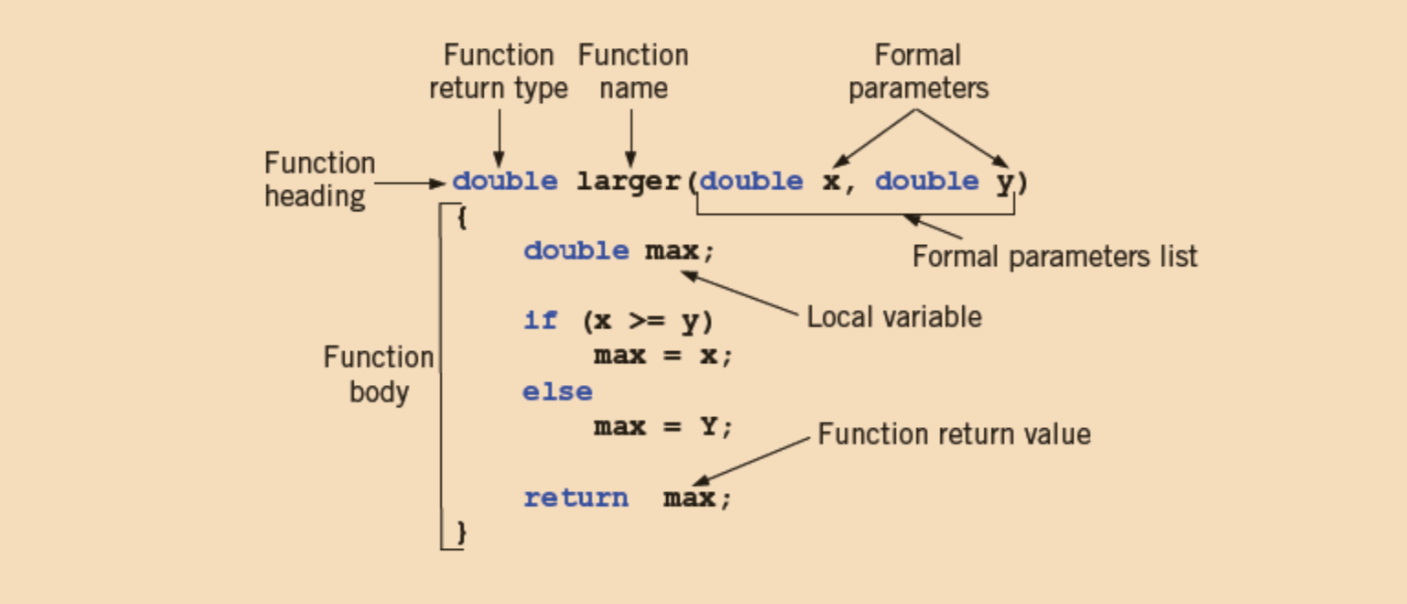 Function Function Formal
return type name parameters
Function
heading
double larger(double x, double y)
{
double max;
Formal parameters list
Local variable
if (x >= y)
max = x;
Function
body
else
max = Y;
Function return value
return max;
}